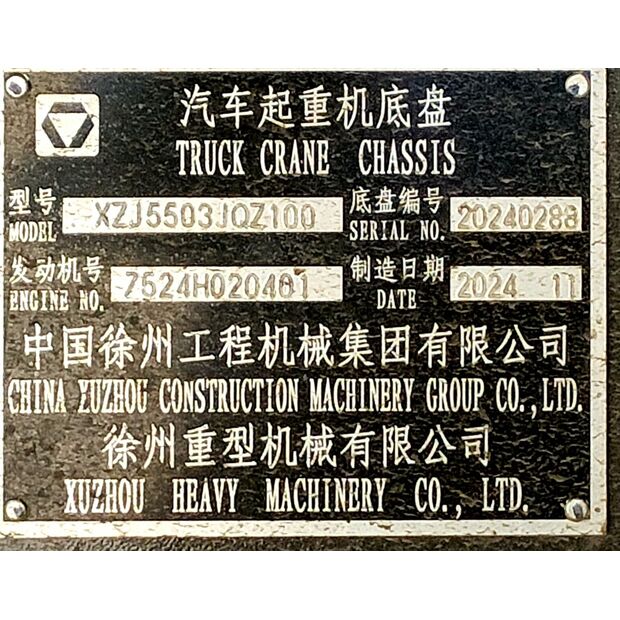 汽车起重机底盘
TRUCK CRANE CHASSIS
型号 XZJ5503JQZ100 底盘编号 20240288
MODEL SERIAL NO.
发动机号 7524H020401 制造日期 2024 11
ENGINE NO. DATE
中国徐州工程机械集团有限公司
CHINA XUZHOU CONSTRUCTION MACHINERY GROUP CO., LTD.
徐州重型机械有限公司
XUZHOU HEAVY MACHINERY CO., LTD.